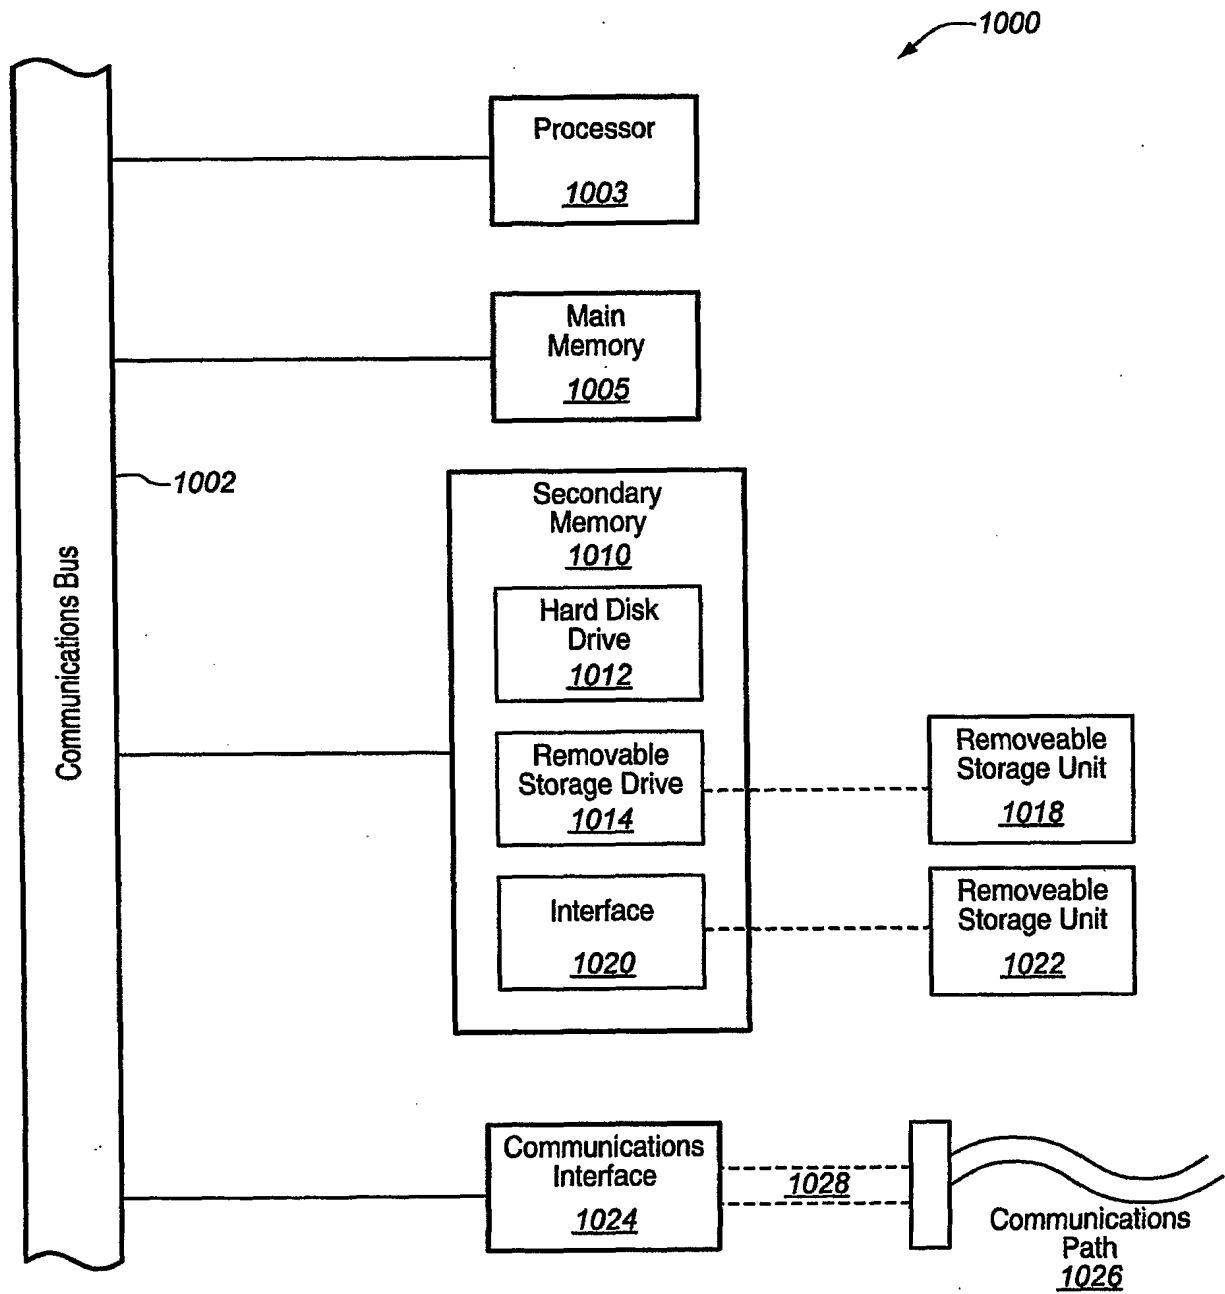 1000
Processor
1003
Main
Memory
1005
1002
Communications Bus
Secondary
Memory
1010
Hard Disk
Drive
1012
Removable
Storage Drive
1014
Removeable
Storage Unit
1018
Interface
1020
Removeable
Storage Unit
1022
Communications
Interface
1024
1028
Communications
Path
1026